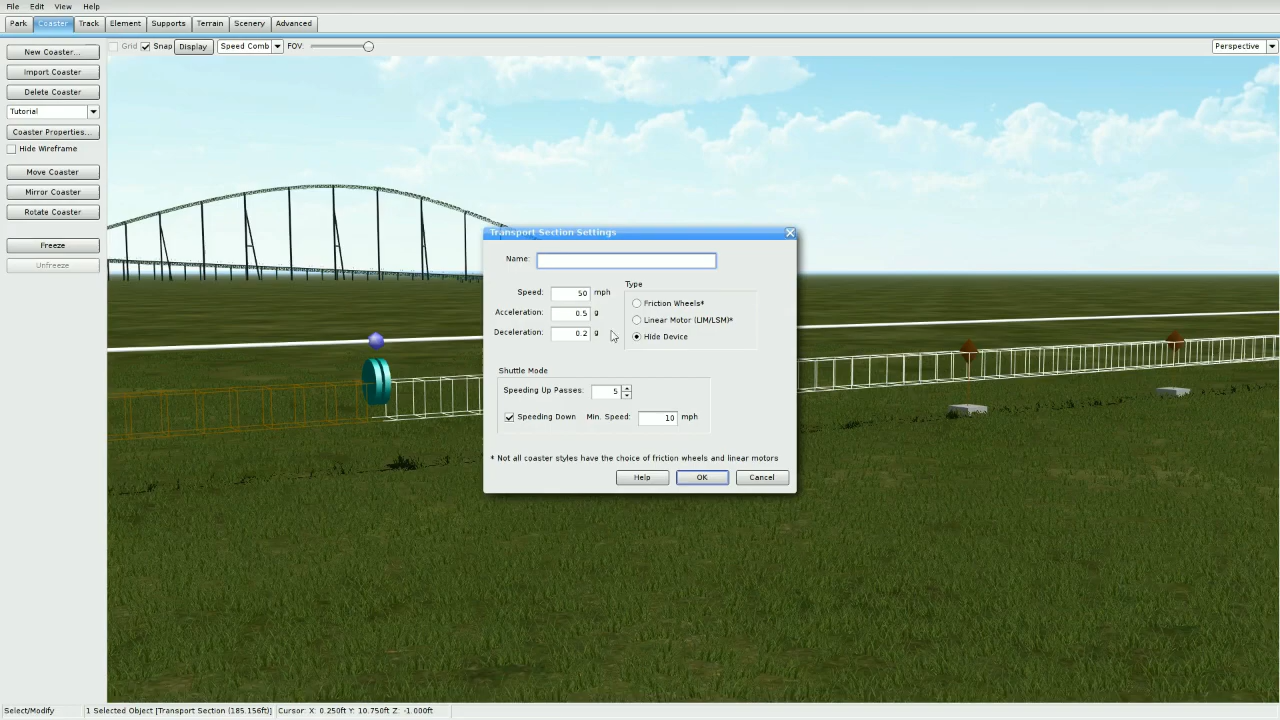 File Edit View Help
Park Coaster Track Element Supports Terrain Scenery Advanced
Grid Snap Display Speed Comb FOV: Perspective
New Coaster...
Import Coaster
Delete Coaster
Tutorial
Coaster Properties...
Hide Wireframe
Move Coaster
Mirror Coaster
Rotate Coaster
Freeze
Unfreeze
Transport Section Settings
Name:
Speed: 50 mph
Acceleration: 0.5 g
Deceleration: 0.2 g
Type
Friction Wheels*
Linear Motor (LIM/LSM)*
Hide Device
Shuttle Mode
Speeding Up Passes: 5
Speeding Down Min. Speed: 10 mph
* Not all coaster styles have the choice of friction wheels and linear motors
Help OK Cancel
Select/Modify 1 Selected Object [Transport Section (185.156ft)] Cursor: X: 0.250ft Y: 10.750ft Z: -1.000ft